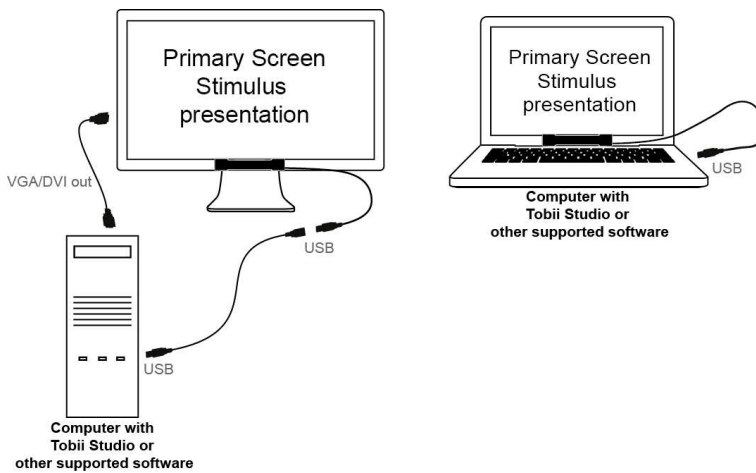 Primary Screen
Stimulus
presentation
VGA/DVI out
USB
USB
Computer with
Tobii Studio or
other supported software
Primary Screen
Stimulus
presentation
USB
Computer with
Tobii Studio or
other supported software